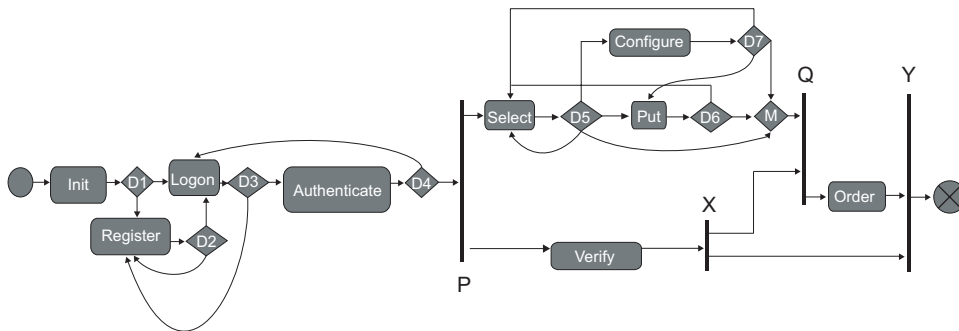 Configure
D7
Q
Y
Select
D5
Put
D6
M
Init
D1
Logon
D3
Authenticate
D4
Order
Register
D2
X
Verify
P